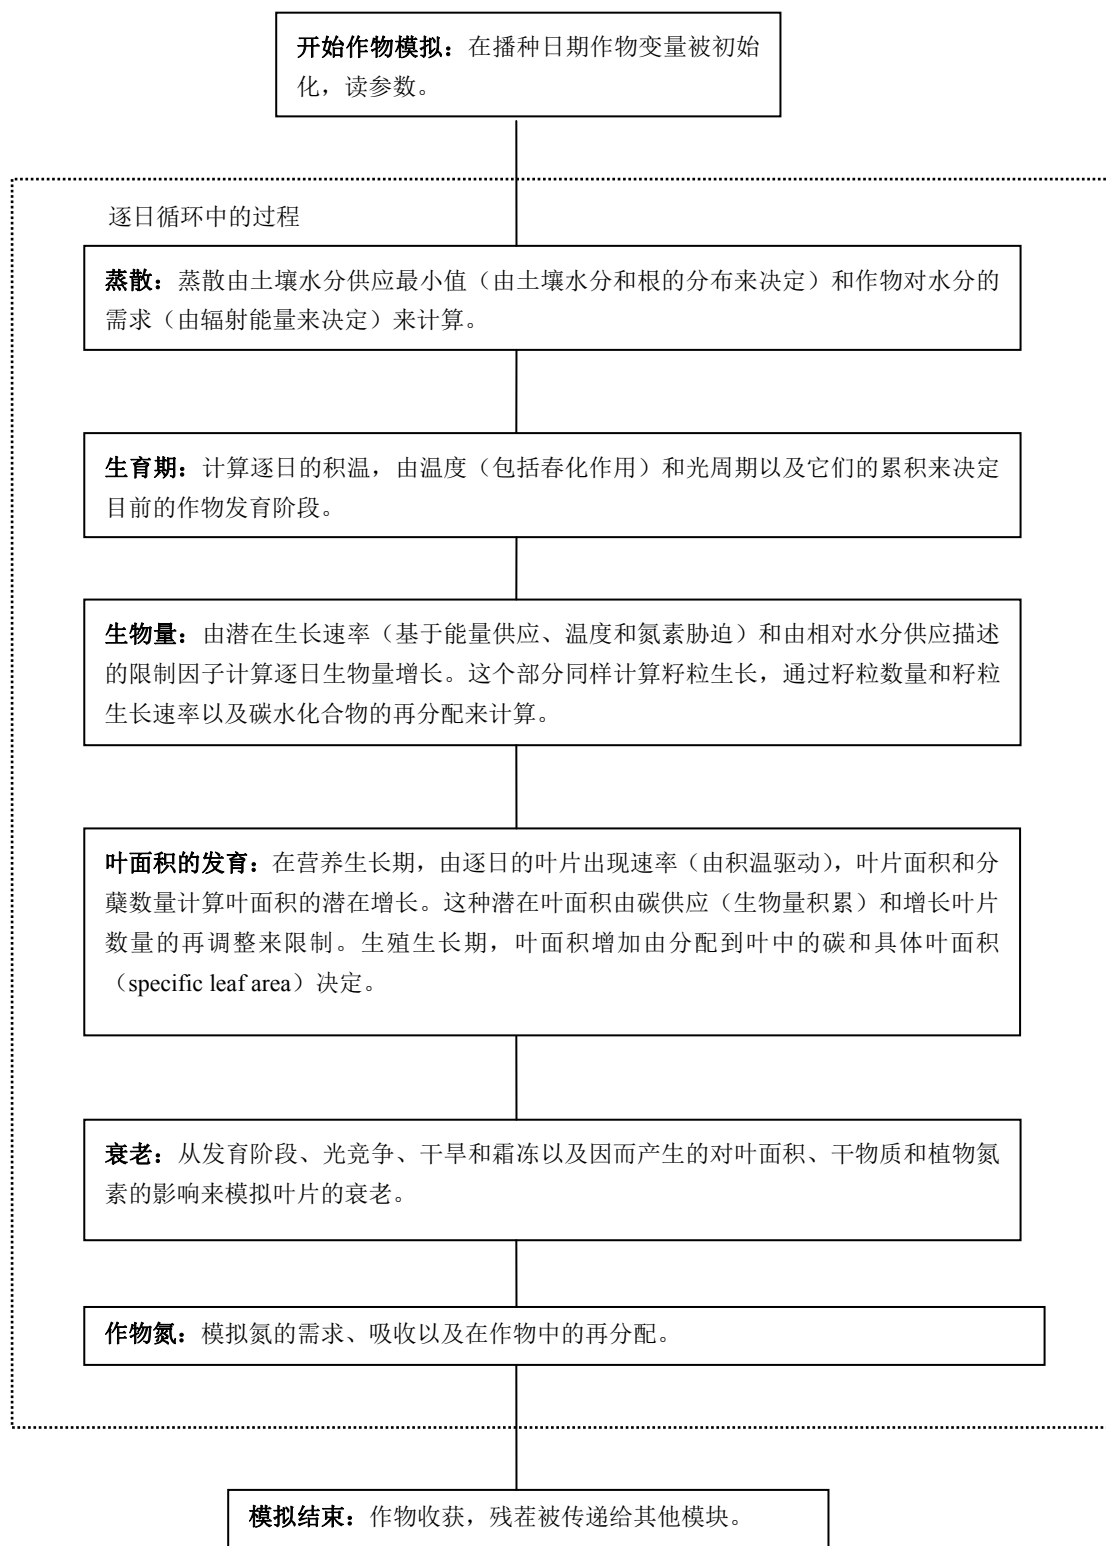 开始作物模拟：在播种日期作物变量被初始
化，读参数。
逐日循环中的过程
蒸散：蒸散由土壤水分供应最小值（由土壤水分和根的分布来决定）和作物对水分的
需求（由辐射能量来决定）来计算。
生育期：计算逐日的积温，由温度（包括春化作用）和光周期以及它们的累积来决定
目前的作物发育阶段。
生物量：由潜在生长速率（基于能量供应、温度和氮素胁迫）和由相对水分供应描述
的限制因子计算逐日生物量增长。这个部分同样计算籽粒生长，通过籽粒数量和籽粒
生长速率以及碳水化合物的再分配来计算。
叶面积的发育：在营养生长期，由逐日的叶片出现速率（由积温驱动），叶片面积和分
蘖数量计算叶面积的潜在增长。这种潜在叶面积由碳供应（生物量积累）和增长叶片
数量的再调整来限制。生殖生长期，叶面积增加由分配到叶中的碳和具体叶面积
（specific leaf area）决定。
衰老：从发育阶段、光竞争、干旱和霜冻以及因而产生的对叶面积、干物质和植物氮
素的影响来模拟叶片的衰老。
作物氮：模拟氮的需求、吸收以及在作物中的再分配。
模拟结束：作物收获，残茬被传递给其他模块。